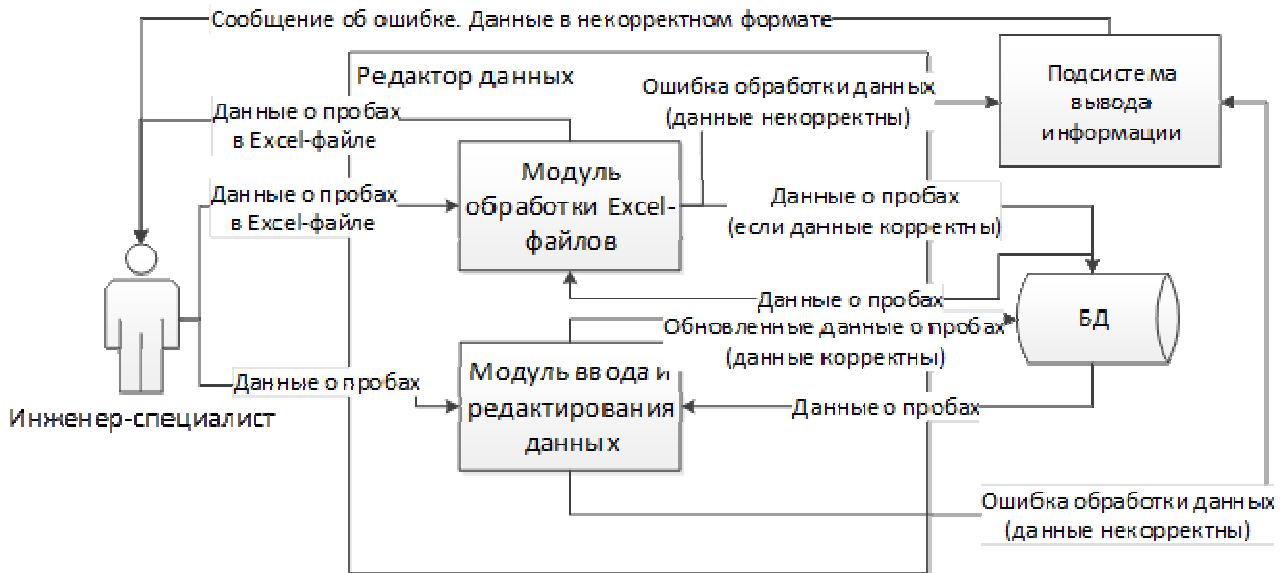 Сообщение об ошибке. Данные в некорректном формате
Редактор данных
Подсистема
вывода
информации
Ошибка обработки данных
(данные некорректны)
Данные о пробах
в Excel-файле
Модуль
обработки Excel-
файлов
Данные о пробах
в Excel-файле
Данные о пробах
(если данные корректны)
Данные о пробах
БД
Обновленные данные о пробах
(данные корректны)
Модуль ввода и
редактирования
данных
Данные о пробах
Данные о пробах
Инженер-специалист
Ошибка обработки данных
(данные некорректны)